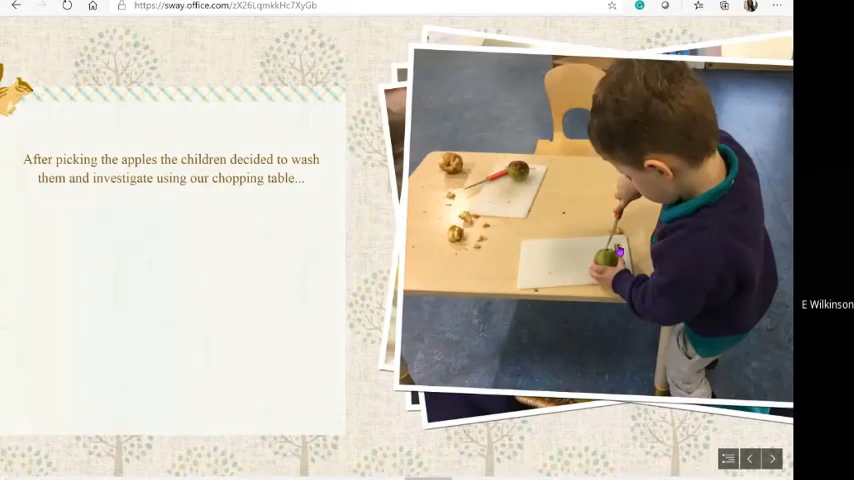 https://sway.office.com/zX26LqmkkHc7XyGb
After picking the apples the children decided to wash
them and investigate using our chopping table...
E Wilkinson